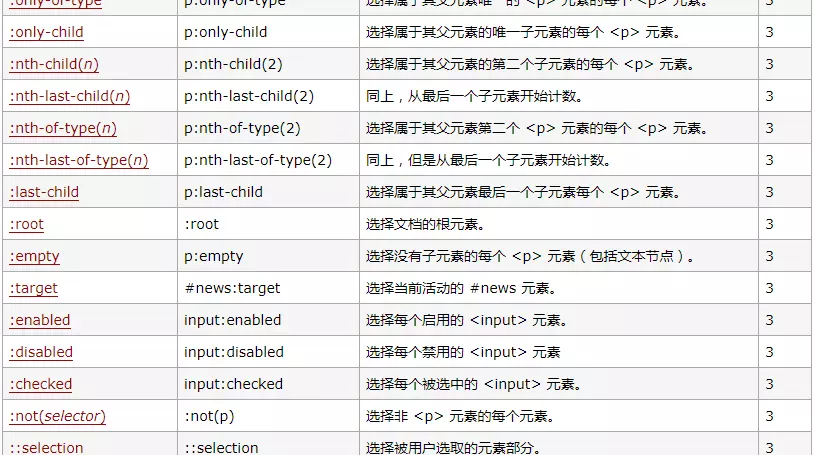 :only-of-type p:only-of-type 选择属于其父元素唯一的 <p> 元素的每个 <p> 元素。 3
:only-child p:only-child 选择属于其父元素的唯一子元素的每个 <p> 元素。 3
:nth-child(n) p:nth-child(2) 选择属于其父元素的第二个子元素的每个 <p> 元素。 3
:nth-last-child(n) p:nth-last-child(2) 同上，从最后一个子元素开始计数。 3
:nth-of-type(n) p:nth-of-type(2) 选择属于其父元素第二个 <p> 元素的每个 <p> 元素。 3
:nth-last-of-type(n) p:nth-last-of-type(2) 同上，但是从最后一个子元素开始计数。 3
:last-child p:last-child 选择属于其父元素最后一个子元素每个 <p> 元素。 3
:root :root 选择文档的根元素。 3
:empty p:empty 选择没有子元素的每个 <p> 元素（包括文本节点）。 3
:target #news:target 选择当前活动的 #news 元素。 3
:enabled input:enabled 选择每个启用的 <input> 元素。 3
:disabled input:disabled 选择每个禁用的 <input> 元素 3
:checked input:checked 选择每个被选中的 <input> 元素。 3
:not(selector) :not(p) 选择非 <p> 元素的每个元素。 3
::selection ::selection 选择被用户选取的元素部分。 3